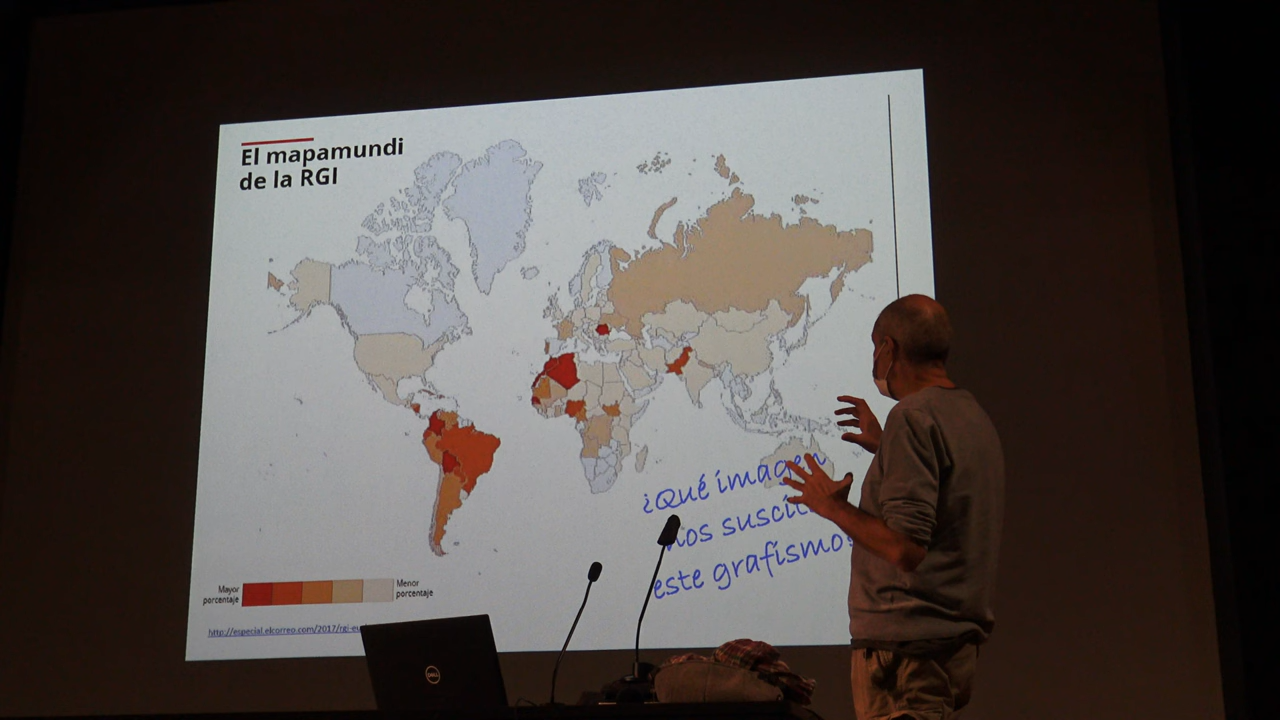 El mapamundi
de la RGI
¿Qué imagen
nos suscit
este grafismo?
Mayor
porcentaje
Menor
porcentaje
http://especial.elcorreo.com/2017/rgi-eu
DELL